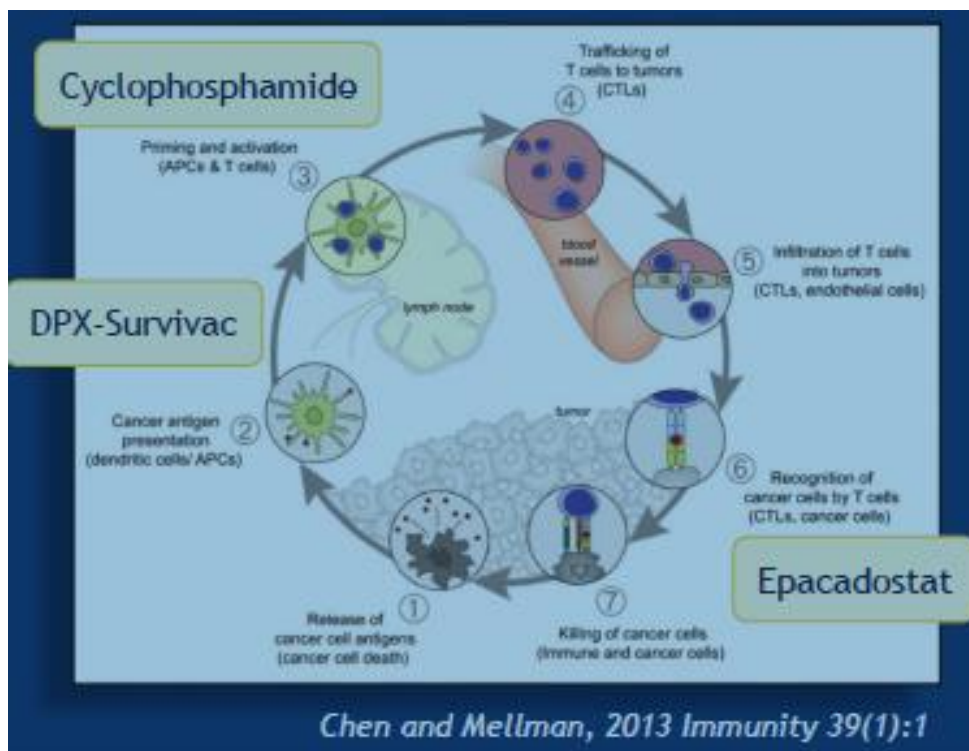 Cyclophosphamide
Trafficking of
T cells to tumors
(CTLs)
④
Priming and activation
(APCs & T cells)
③
blood
vessel
⑤
Infiltration of T cells
into tumors
(CTLs, endothelial cells)
lymph node
DPX-Survivac
tumor
Cancer antigen
presentation
(dendritic cells/ APCs)
②
⑥
Recognition of
cancer cells by T cells
(CTLs, cancer cells)
Epacadostat
①
Release of
cancer cell antigens
(cancer cell death)
⑦
Killing of cancer cells
(Immune and cancer cells)
Chen and Mellman, 2013 Immunity 39(1):1